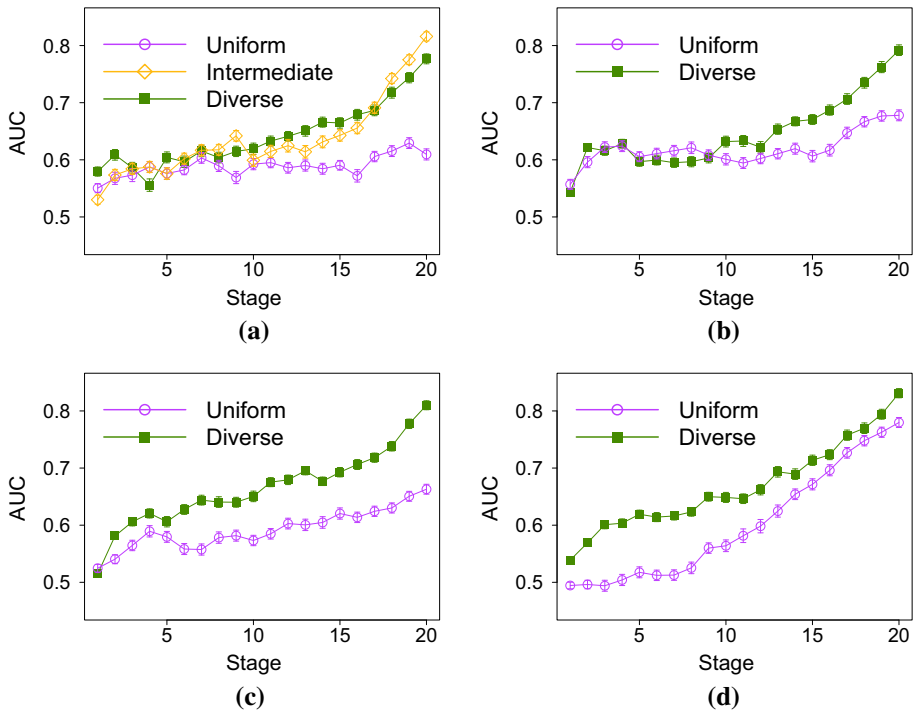 0.8
0.7
0.6
0.5
AUC
Uniform
Intermediate
Diverse
5 10 15 20
Stage
(a)
0.8
0.7
0.6
0.5
AUC
Uniform
Diverse
5 10 15 20
Stage
(b)
0.8
0.7
0.6
0.5
AUC
Uniform
Diverse
5 10 15 20
Stage
(c)
0.8
0.7
0.6
0.5
AUC
Uniform
Diverse
5 10 15 20
Stage
(d)